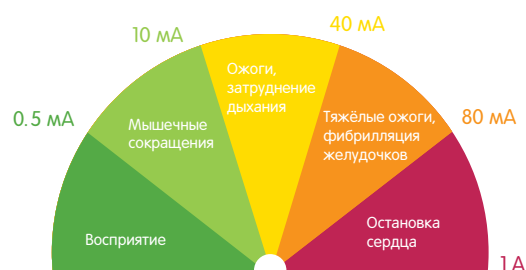 0.5 мА
10 мА
40 мА
80 мА
1 А
Восприятие
Мышечные
сокращения
Ожоги,
затруднение
дыхания
Тяжёлые ожоги,
фибрилляция
желудочков
Остановка
сердца